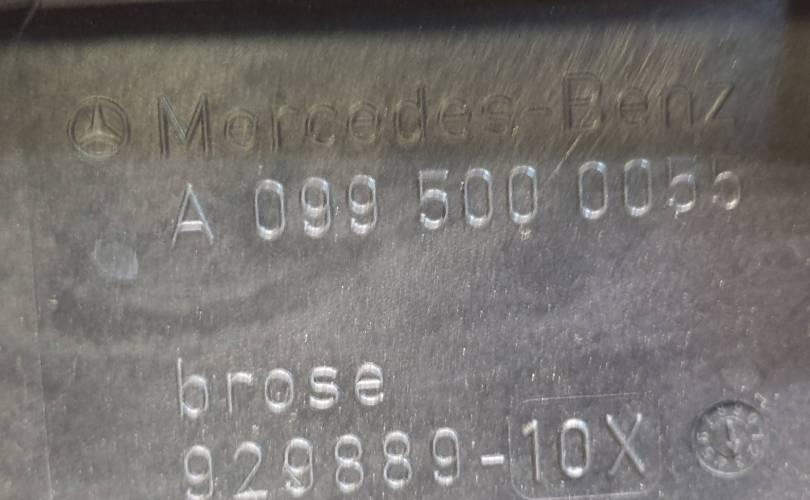 Mercedes-Benz
A 099 500 0055
brose
929889-10X